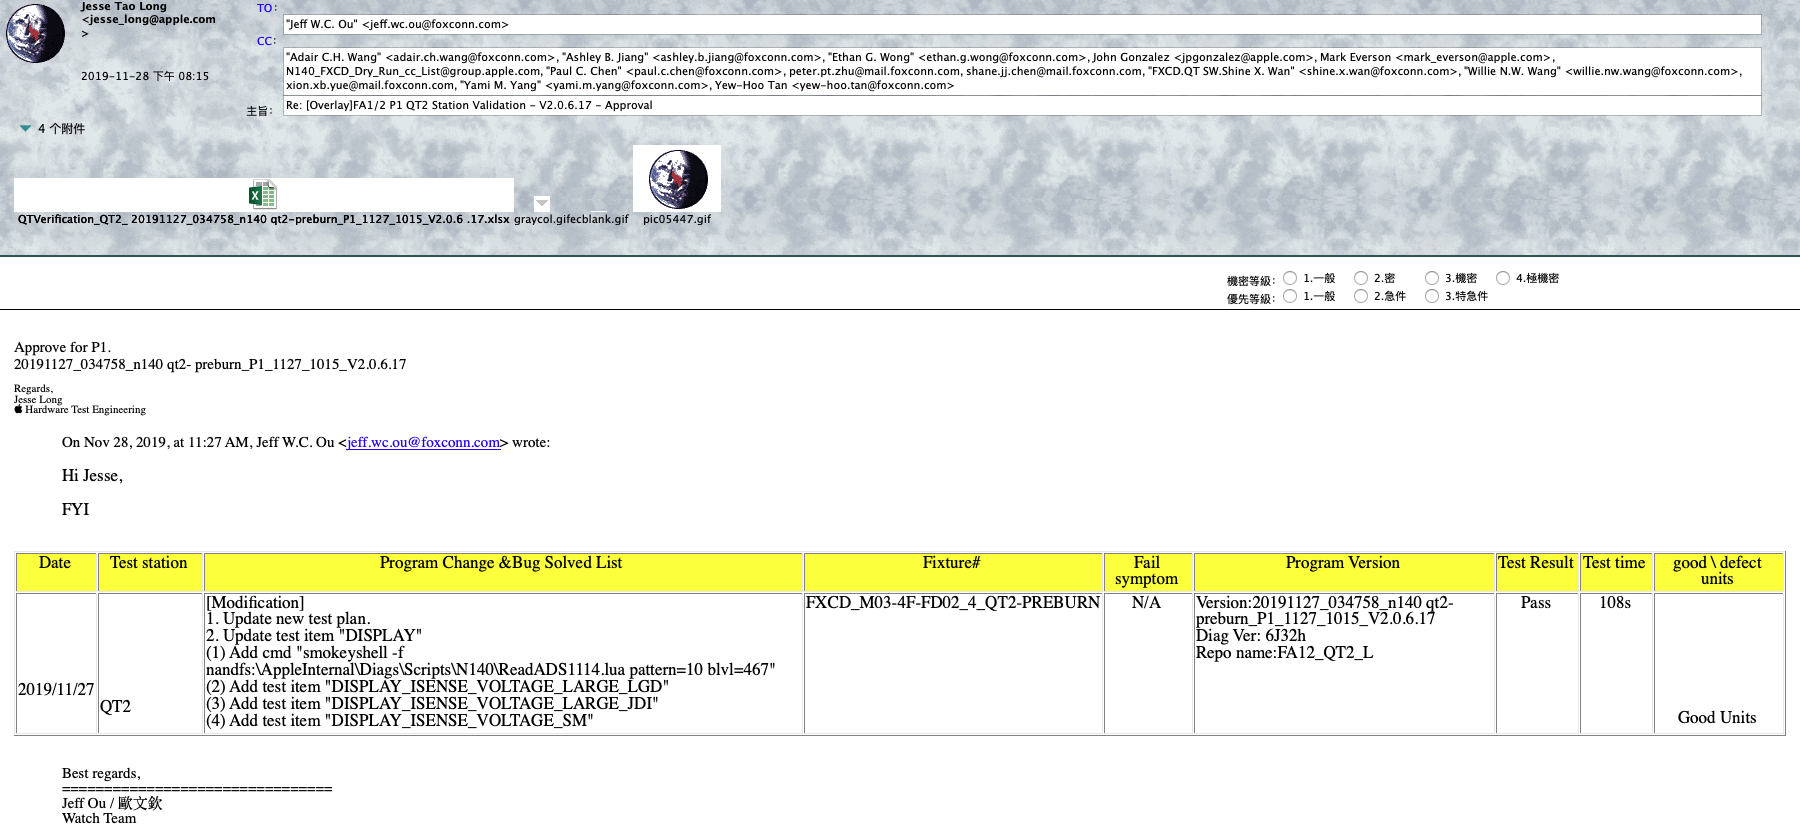 Jesse Tao Long
<jesse_long@apple.com
>
2019-11-28 下午 08:15
TO:
"Jeff W.C. Ou" <jeff.wc.ou@foxconn.com>
CC:
"Adair C.H. Wang" <adair.ch.wang@foxconn.com>, "Ashley B. Jiang" <ashley.b.jiang@foxconn.com>, "Ethan G. Wong" <ethan.g.wong@foxconn.com>, John Gonzalez <jpgonzalez@apple.com>, Mark Everson <mark_everson@apple.com>,
N140_FXCD_Dry_Run_cc_List@group.apple.com, "Paul C. Chen" <paul.c.chen@foxconn.com>, peter.pt.zhu@mail.foxconn.com, shane.jj.chen@mail.foxconn.com, "FXCD.QT SW.Shine X. Wan" <shine.x.wan@foxconn.com>, "Willie N.W. Wang" <willie.nw.wang@foxconn.com>,
xion.xb.yue@mail.foxconn.com, "Yami M. Yang" <yami.m.yang@foxconn.com>, Yew-Hoo Tan <yew-hoo.tan@foxconn.com>
主旨:
Re: [Overlay]FA1/2 P1 QT2 Station Validation - V2.0.6.17 - Approval
4 个附件
QTVerification_QT2_ 20191127_034758_n140 qt2-preburn_P1_1127_1015_V2.0.6 .17.xlsx graycol.gifecblank.gif pic05447.gif
機密等級: 1.一般 2.密 3.機密 4.極機密
優先等級: 1.一般 2.急件 3.特急件
Approve for P1.
20191127_034758_n140 qt2- preburn_P1_1127_1015_V2.0.6.17
Regards,
Jesse Long
Hardware Test Engineering
On Nov 28, 2019, at 11:27 AM, Jeff W.C. Ou <jeff.wc.ou@foxconn.com> wrote:
Hi Jesse,
FYI
Date
Test station
Program Change &Bug Solved List
Fixture#
Fail
symptom
Program Version
Test Result
Test time
good \ defect
units
2019/11/27
QT2
[Modification]
1. Update new test plan.
2. Update test item "DISPLAY"
(1) Add cmd "smokeyshell -f
nandfs:\AppleInternal\Diags\Scripts\N140\ReadADS1114.lua pattern=10 blvl=467"
(2) Add test item "DISPLAY_ISENSE_VOLTAGE_LARGE_LGD"
(3) Add test item "DISPLAY_ISENSE_VOLTAGE_LARGE_JDI"
(4) Add test item "DISPLAY_ISENSE_VOLTAGE_SM"
FXCD_M03-4F-FD02_4_QT2-PREBURN
N/A
Version:20191127_034758_n140 qt2-
preburn_P1_1127_1015_V2.0.6.17
Diag Ver: 6J32h
Repo name:FA12_QT2_L
Pass
108s
Good Units
Best regards,
================================
Jeff Ou / 歐文欽
Watch Team